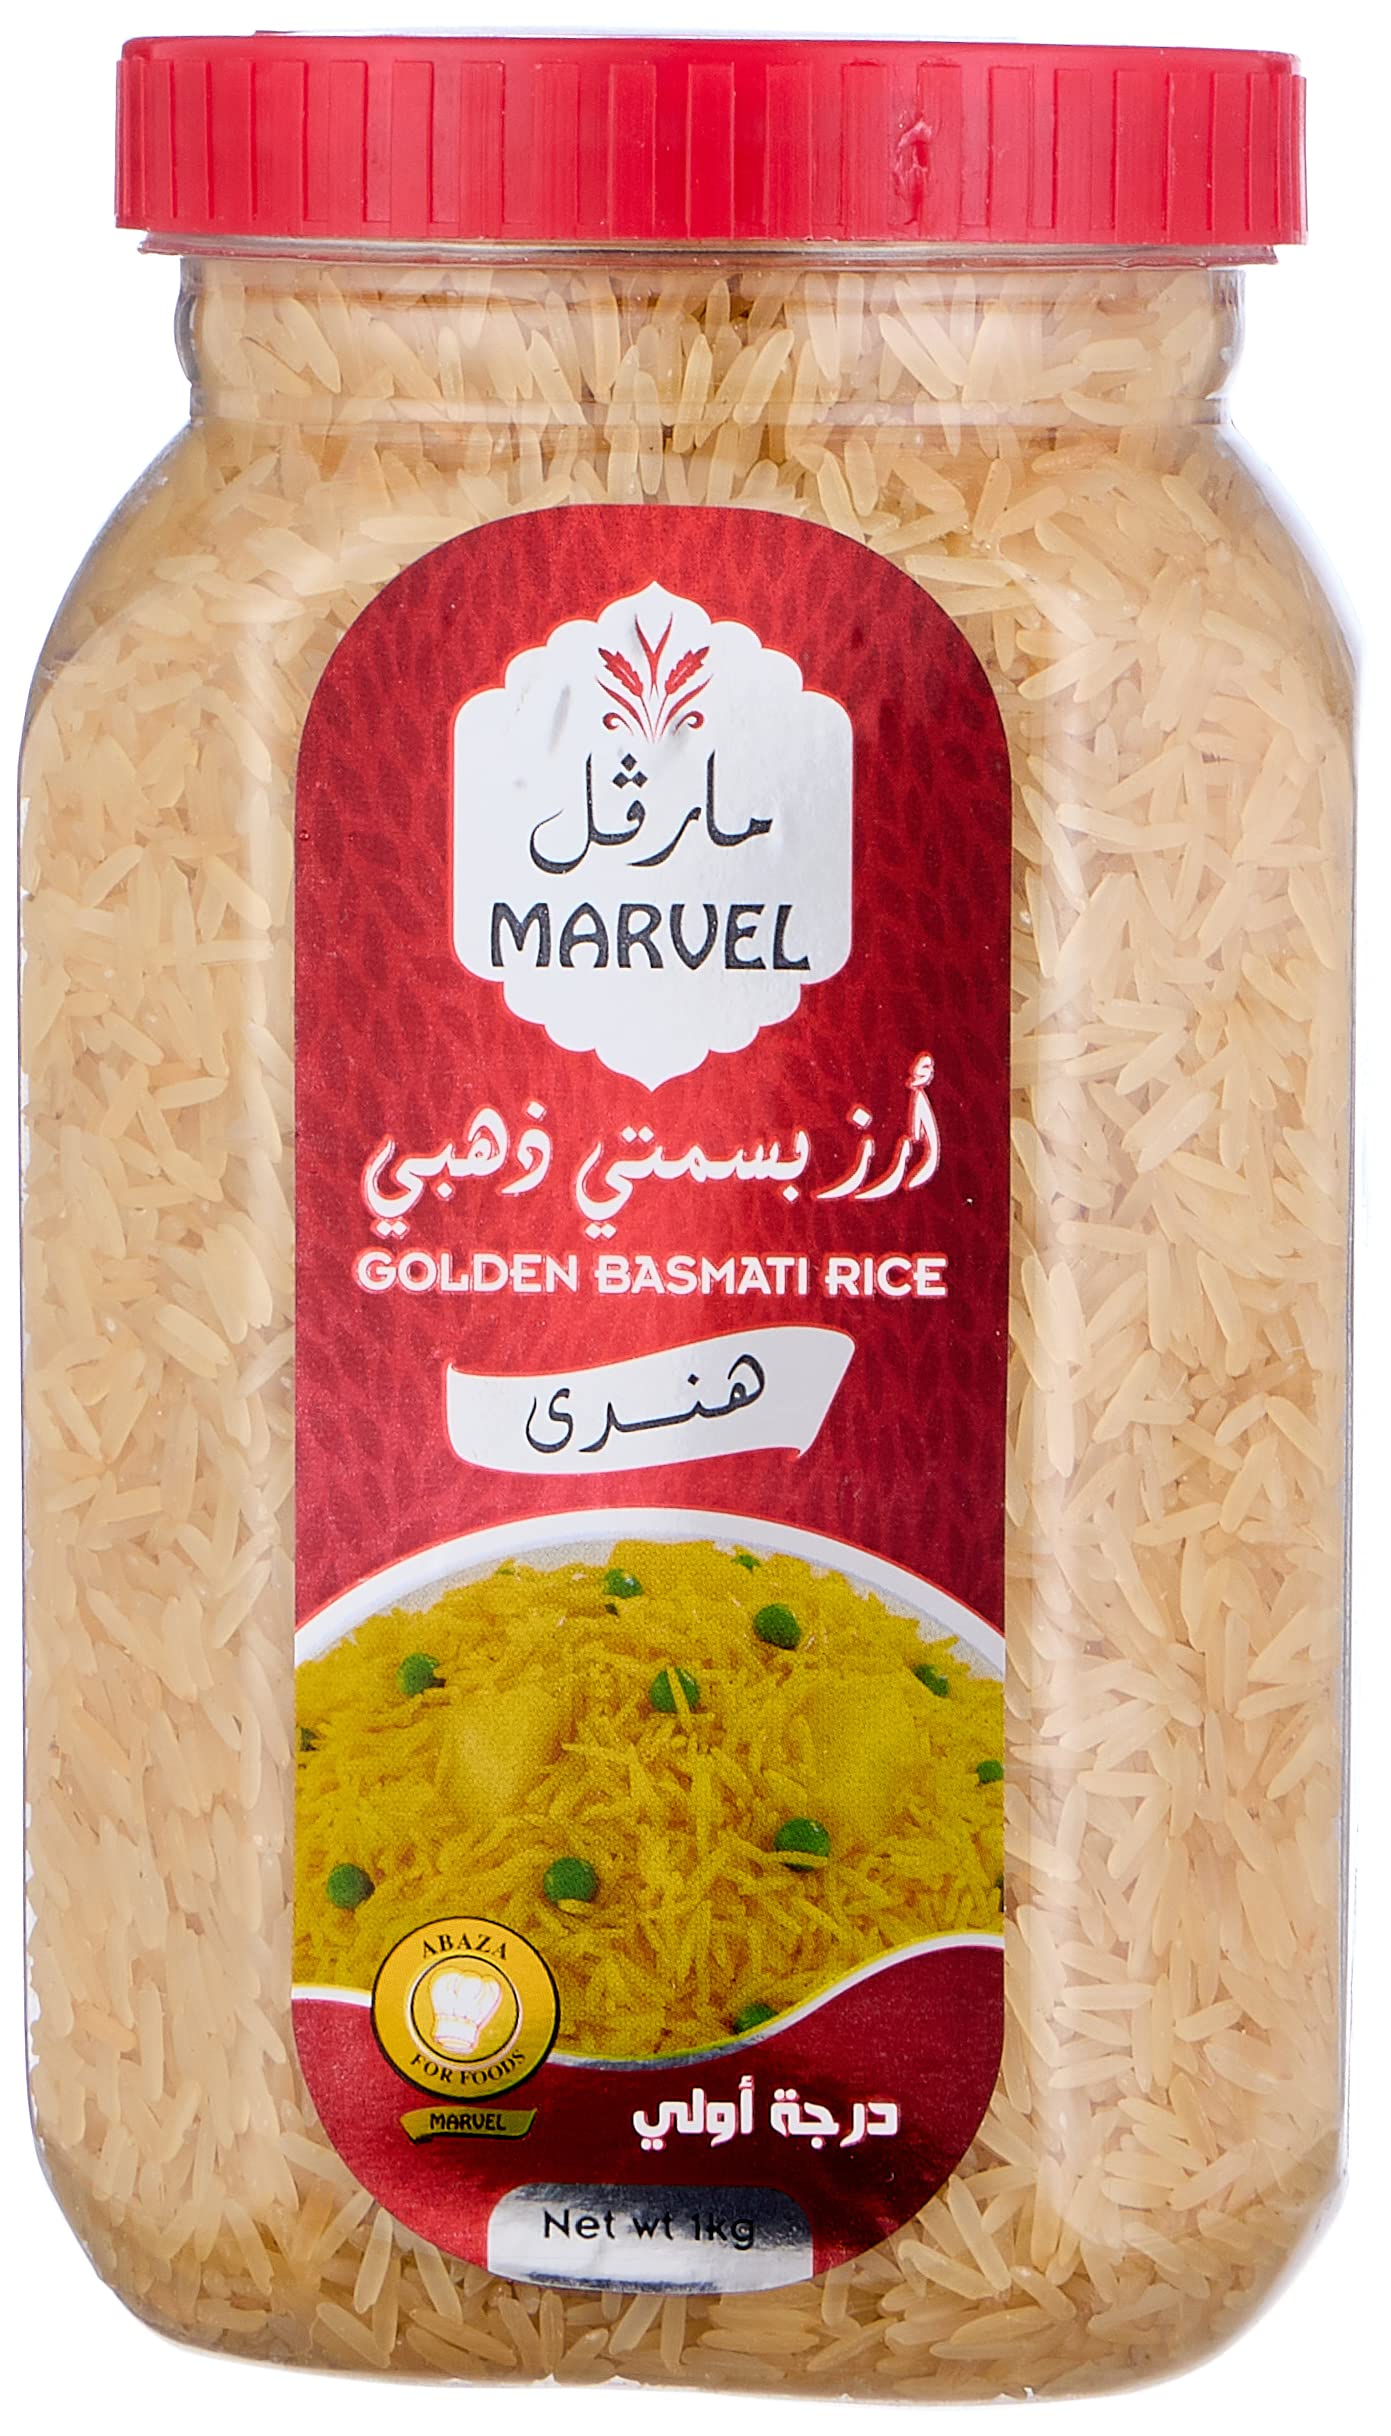 مارڤل
MARVEL
أرز بسمتي ذهبي
GOLDEN BASMATI RICE
هندى
ABAZA
FOR FOODS
MARVEL
درجة أولي
Net wt 1kg